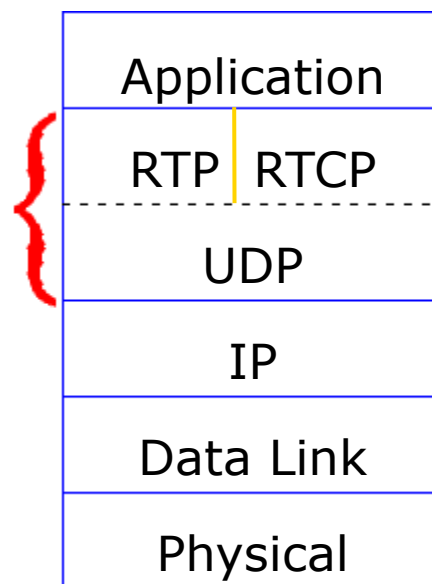 Application
RTP RTCP
UDP
IP
Data Link
Physical